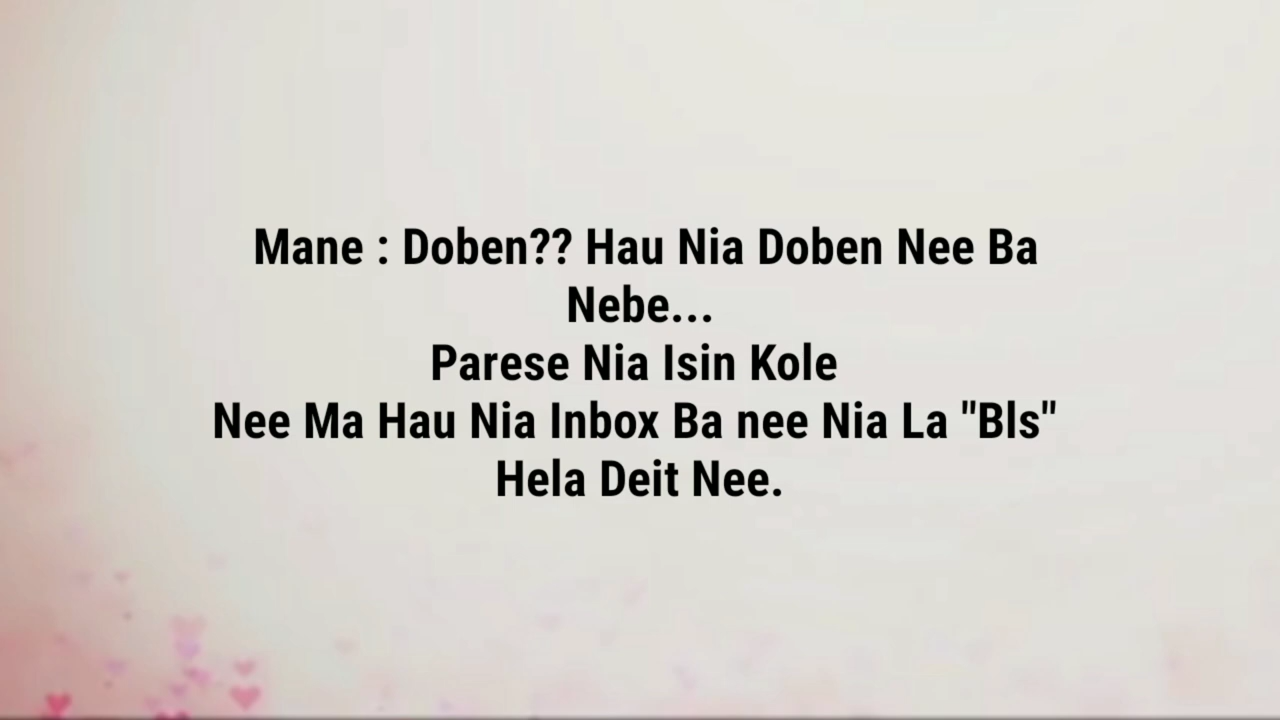 Mane : Doben?? Hau Nia Doben Nee Ba
Nebe...
Parese Nia Isin Kole
Nee Ma Hau Nia Inbox Ba nee Nia La "Bls"
Hela Deit Nee.